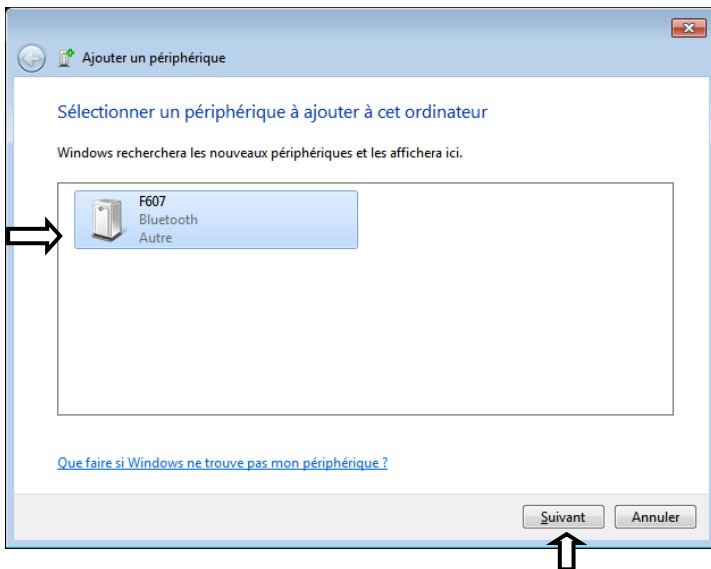 Ajouter un périphérique
Sélectionner un périphérique à ajouter à cet ordinateur
Windows recherchera les nouveaux périphériques et les affichera ici.
F607
Bluetooth
Autre
Que faire si Windows ne trouve pas mon périphérique ?
Suivant Annuler